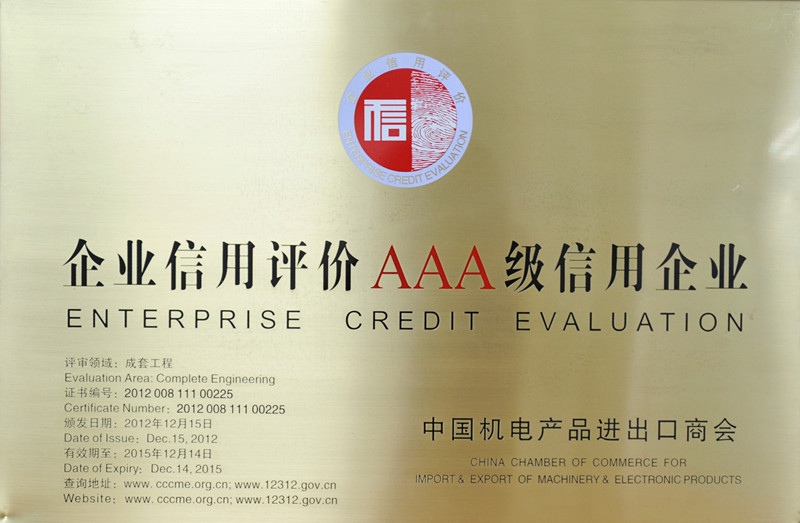 企业信用评价
信
ENTERPRISE CREDIT EVALUATION
企业信用评价AAA级信用企业
ENTERPRISE CREDIT EVALUATION
评审领域：成套工程
Evaluation Area: Complete Engineering
证书编号：2012 008 111 00225
Certificate Number: 2012 008 111 00225
颁发日期：2012年12月15日
Date of Issue: Dec.15, 2012
有效期至：2015年12月14日
Date of Expiry: Dec.14, 2015
查询地址：www. cccme.org.cn; www.12312.gov.cn
Website: www. cccme.org.cn; www.12312.gov.cn
中国机电产品进出口商会
CHINA CHAMBER OF COMMERCE FOR
IMPORT & EXPORT OF MACHINERY & ELECTRONIC PRODUCTS